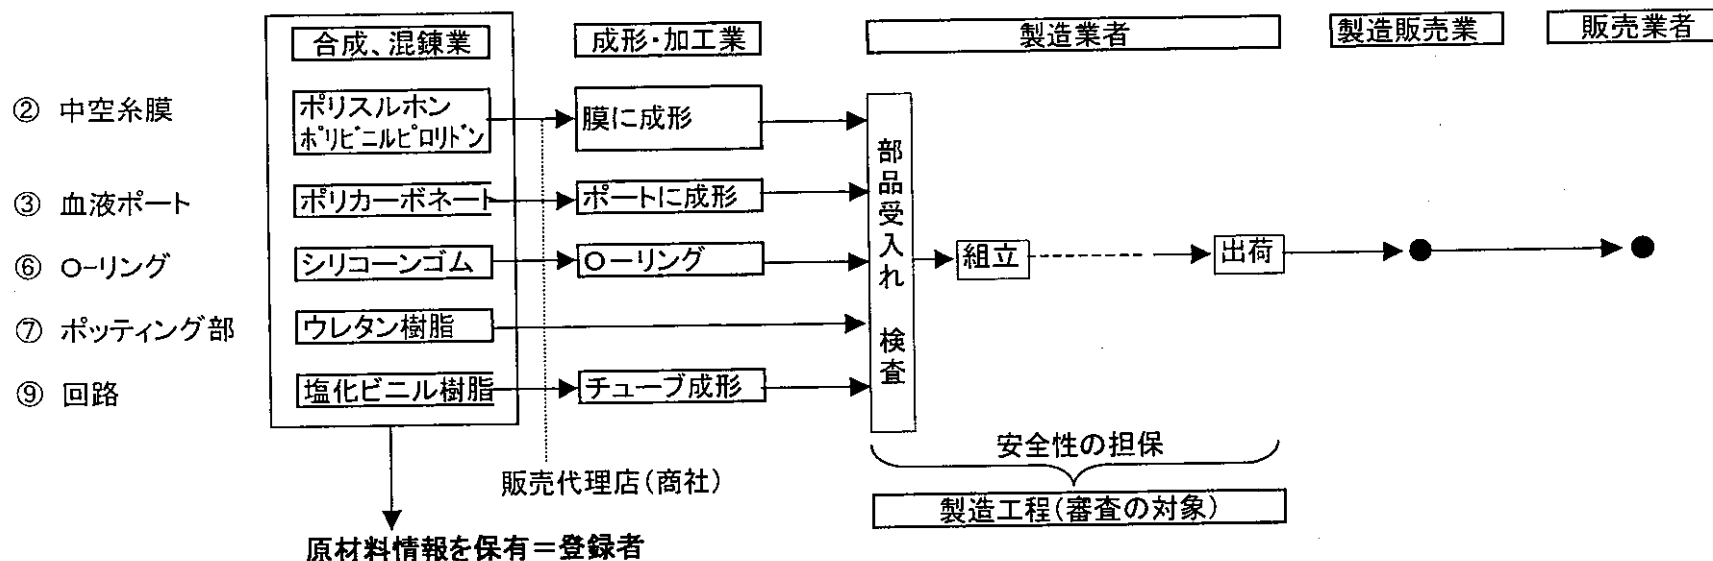 合成、混錬業
成形・加工業
製造業者
製造販売業
販売業者
② 中空糸膜
ポリスルホン
ポリビニルピロリドン
膜に成形
③ 血液ポート
ポリカーボネート
ポートに成形
⑥ O-リング
シリコーンゴム
O-リング
⑦ ポッティング部
ウレタン樹脂
⑨ 回路
塩化ビニル樹脂
チューブ成形
部品受入れ 検査
組立
出荷
安全性の担保
販売代理店(商社)
製造工程(審査の対象)
原材料情報を保有=登録者